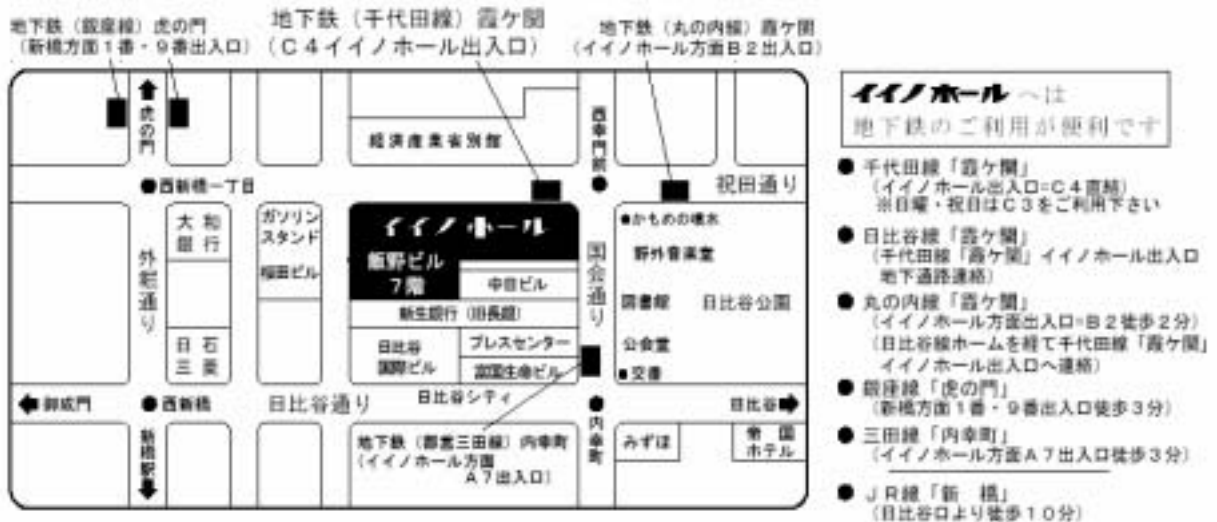 地下鉄（銀座線）虎の門
（新橋方面１番・９番出入口）
地下鉄（千代田線）霞ケ関
（Ｃ４イイノホール出入口）
地下鉄（丸の内線）霞ケ関
（イイノホール方面Ｂ２出入口）
虎の門
経済産業省別館
西幸門前
●西新橋一丁目
祝田通り
大和
銀行
ガソリン
スタンド
稲田ビル
イイノホール
飯野ビル
７階
中日ビル
新生銀行（旧長銀）
日比谷
国際ビル
プレスセンター
富国生命ビル
外堀通り
日石
三菱
国会通り
●かもめの噴水
野外音楽堂
図書館
日比谷公園
公会堂
■交番
御成門
●西新橋
日比谷通り
日比谷シティ
日比谷
新橋駅
地下鉄（都営三田線）内幸町
（イイノホール方面
Ａ７出入口）
内幸町
みずほ
帝国
ホテル
イイノホールへは
地下鉄のご利用が便利です
●千代田線「霞ケ関」
（イイノホール出入口=Ｃ４直結）
※日曜・祝日はＣ３をご利用下さい
●日比谷線「霞ケ関」
（千代田線「霞ケ関」イイノホール出入口
地下通路連絡）
●丸の内線「霞ケ関」
（イイノホール方面出入口=Ｂ２徒歩２分）
（日比谷線ホームを経て千代田線「霞ケ関」
イイノホール出入口へ連絡）
●銀座線「虎の門」
（新橋方面１番・９番出入口徒歩３分）
●三田線「内幸町」
（イイノホール方面Ａ７出入口徒歩３分）
●ＪＲ線「新　橋」
（日比谷口より徒歩１０分）